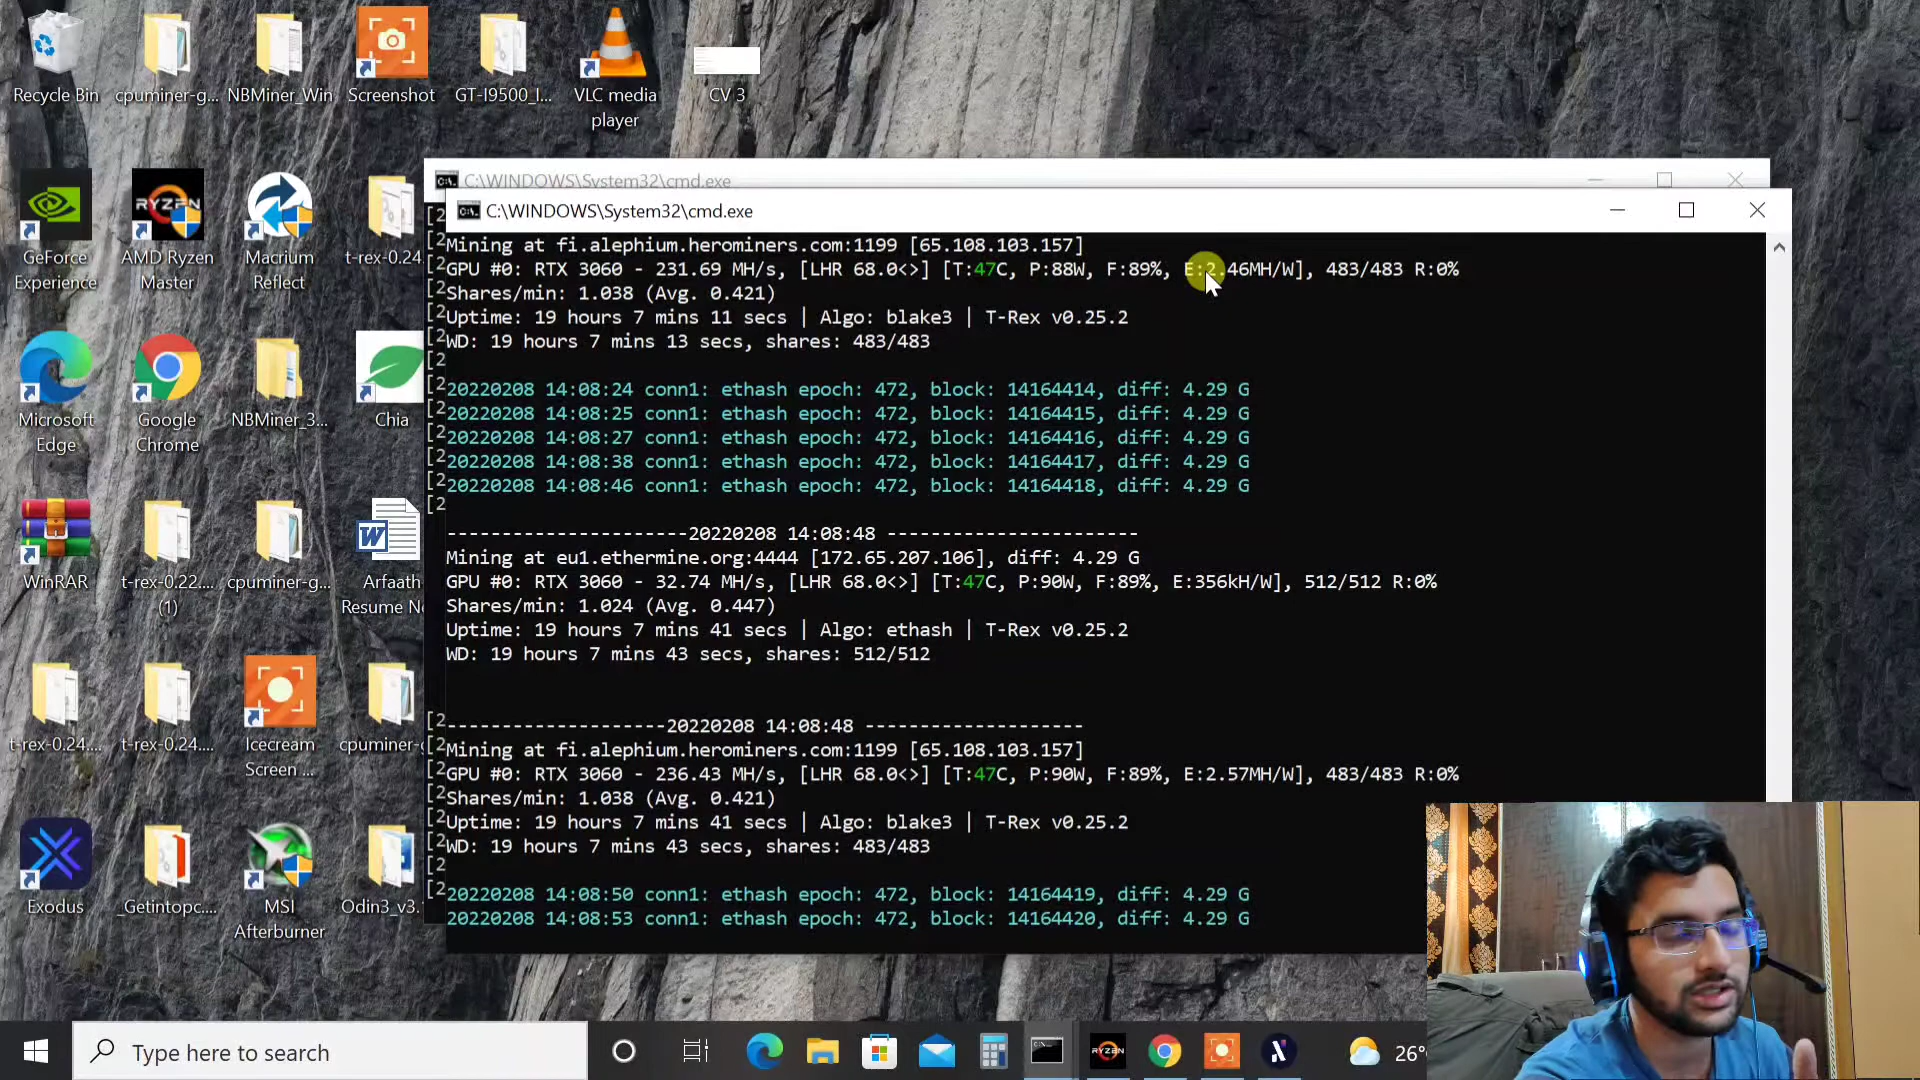 Recycle Bin
cpuminer-g...
NBMiner_Win
Screenshot
GT-I9500_I...
VLC media
player
CV 3
GeForce
Experience
RYZEN
AMD Ryzen
Master
Macrium
Reflect
t-rex-0.24
Microsoft
Edge
Google
Chrome
NBMiner_3...
Chia
WinRAR
t-rex-0.22....
(1)
cpuminer-g...
Arfaath
Resume Ne
t-rex-0.24....
t-rex-0.24....
Icecream
Screen ...
cpuminer-g
Exodus
_Getintopc....
MSI
Afterburner
Odin3_v3.
C:\WINDOWS\System32\cmd.exe
C:\WINDOWS\System32\cmd.exe
Mining at fi.alephium.herominers.com:1199 [65.108.103.157]
GPU #0: RTX 3060 - 231.69 MH/s, [LHR 68.0<>] [T:47C, P:88W, F:89%, E:2.46MH/W], 483/483 R:0%
Shares/min: 1.038 (Avg. 0.421)
Uptime: 19 hours 7 mins 11 secs | Algo: blake3 | T-Rex v0.25.2
WD: 19 hours 7 mins 13 secs, shares: 483/483
20220208 14:08:24 conn1: ethash epoch: 472, block: 14164414, diff: 4.29 G
20220208 14:08:25 conn1: ethash epoch: 472, block: 14164415, diff: 4.29 G
20220208 14:08:27 conn1: ethash epoch: 472, block: 14164416, diff: 4.29 G
20220208 14:08:38 conn1: ethash epoch: 472, block: 14164417, diff: 4.29 G
20220208 14:08:46 conn1: ethash epoch: 472, block: 14164418, diff: 4.29 G
----------------------20220208 14:08:48 -----------------------
Mining at eu1.ethermine.org:4444 [172.65.207.106], diff: 4.29 G
GPU #0: RTX 3060 - 32.74 MH/s, [LHR 68.0<>] [T:47C, P:90W, F:89%, E:356kH/W], 512/512 R:0%
Shares/min: 1.024 (Avg. 0.447)
Uptime: 19 hours 7 mins 41 secs | Algo: ethash | T-Rex v0.25.2
WD: 19 hours 7 mins 43 secs, shares: 512/512
--------------------20220208 14:08:48 --------------------
Mining at fi.alephium.herominers.com:1199 [65.108.103.157]
GPU #0: RTX 3060 - 236.43 MH/s, [LHR 68.0<>] [T:47C, P:90W, F:89%, E:2.57MH/W], 483/483 R:0%
Shares/min: 1.038 (Avg. 0.421)
Uptime: 19 hours 7 mins 41 secs | Algo: blake3 | T-Rex v0.25.2
WD: 19 hours 7 mins 43 secs, shares: 483/483
20220208 14:08:50 conn1: ethash epoch: 472, block: 14164419, diff: 4.29 G
20220208 14:08:53 conn1: ethash epoch: 472, block: 14164420, diff: 4.29 G
Type here to search
RYZEN
26°